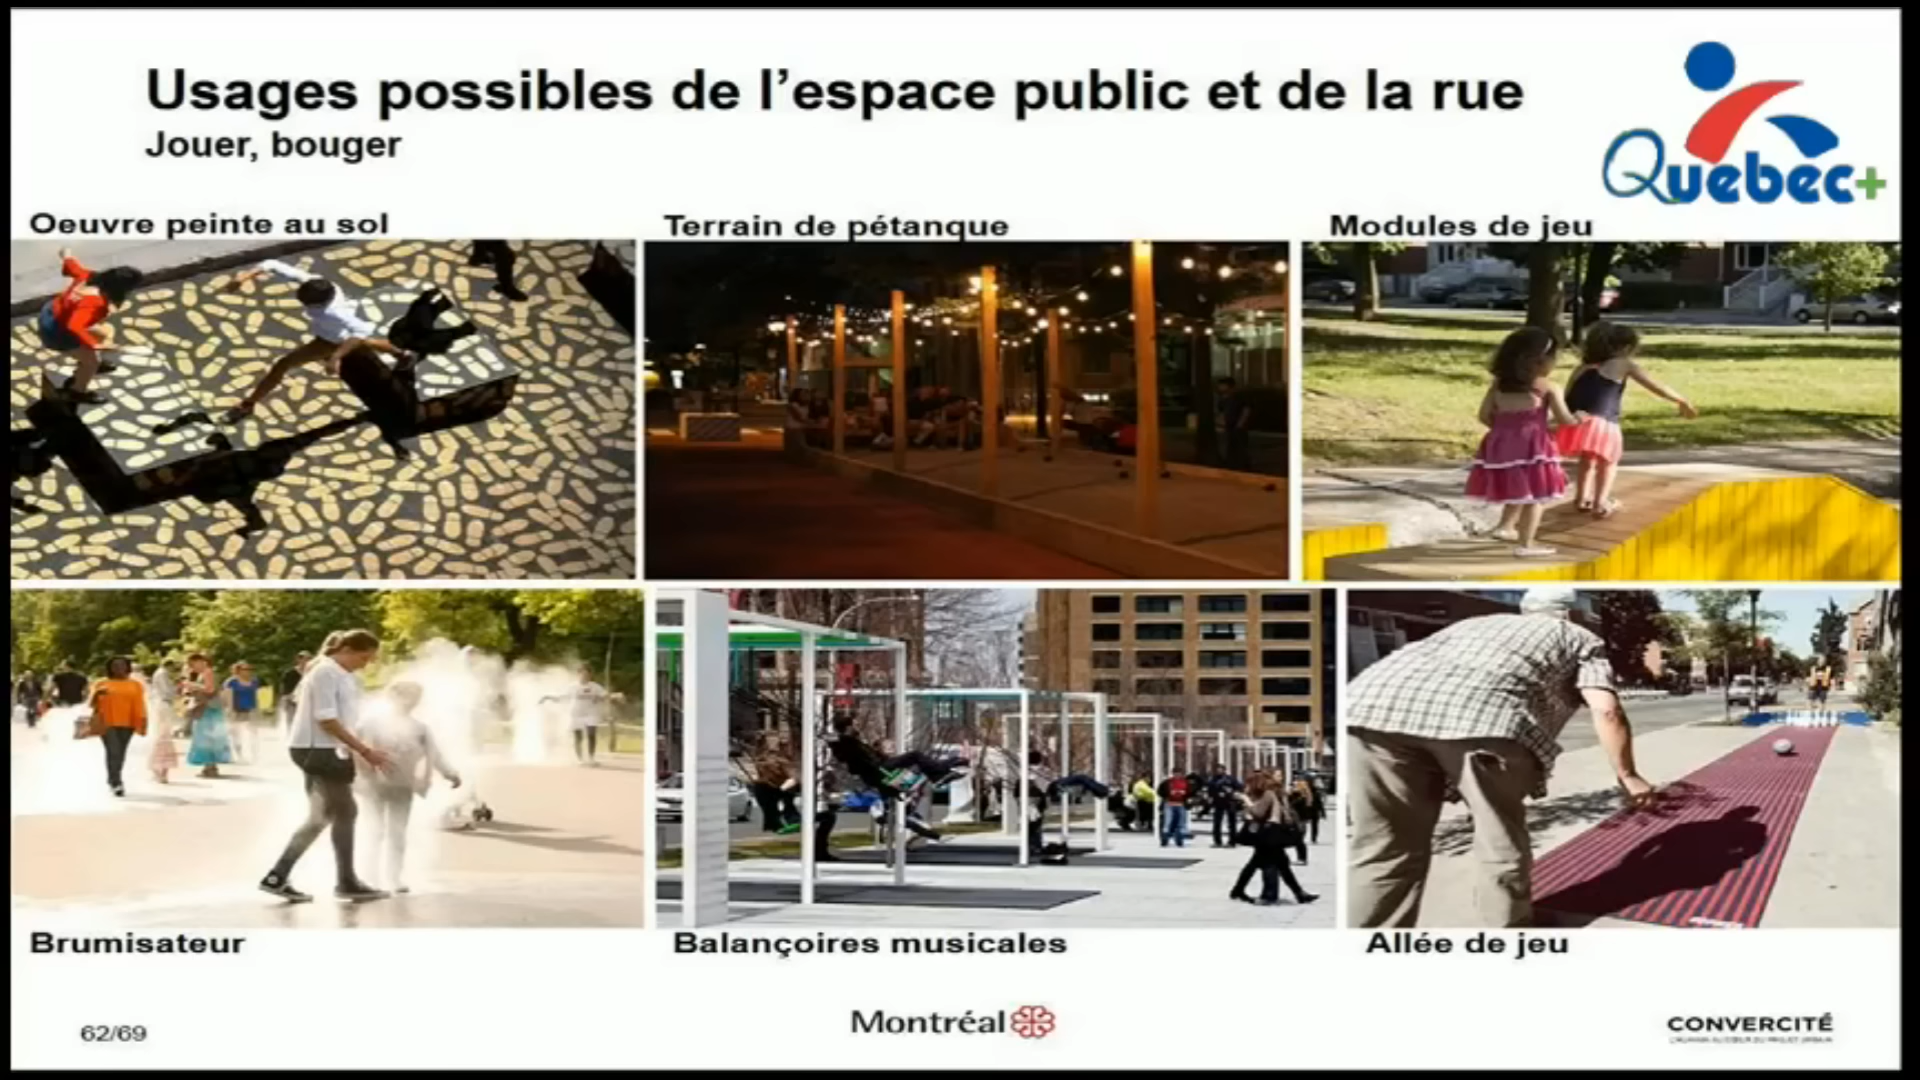 Usages possibles de l'espace public et de la rue
Jouer, bouger
Quebec+
Oeuvre peinte au sol
Terrain de pétanque
Modules de jeu
Brumisateur
Balançoires musicales
Allée de jeu
62/69
Montréal
CONVERCITÉ